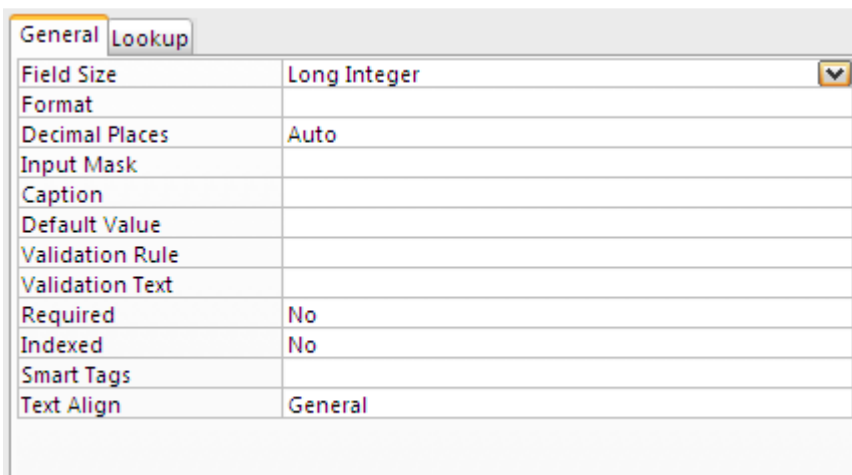 General Lookup
Field Size Long Integer
Format
Decimal Places Auto
Input Mask
Caption
Default Value
Validation Rule
Validation Text
Required No
Indexed No
Smart Tags
Text Align General